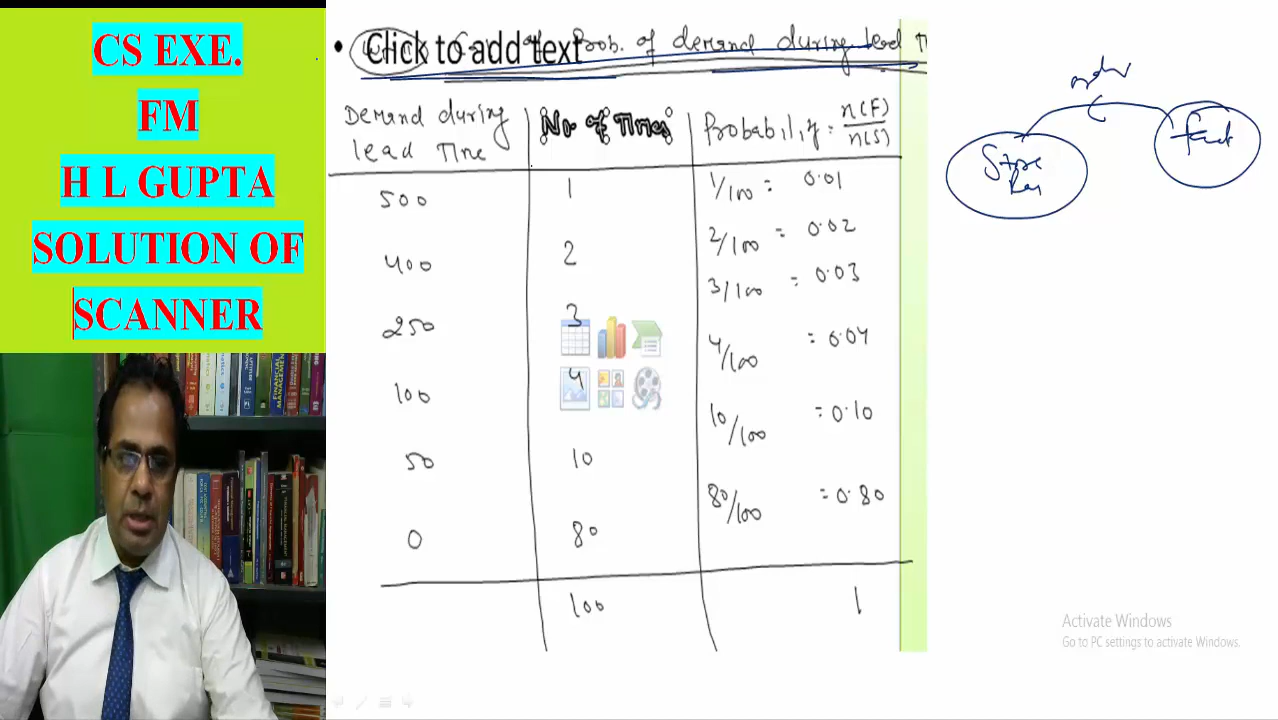 CS EXE.
FM
H L GUPTA
SOLUTION OF
SCANNER
• Click to add text Prob. of demand during lead
Demand during lead Time | No of Times | Probability = n(F)/n(S)
500 | 1 | 1/100 = 0.01
400 | 2 | 2/100 = 0.02
250 | 3 | 3/100 = 0.03
100 | 4 | 4/100 = 0.04
50 | 10 | 10/100 = 0.10
0 | 80 | 80/100 = 0.80
100 | 1
order
Store
Activate Windows
Go to PC settings to activate Windows.